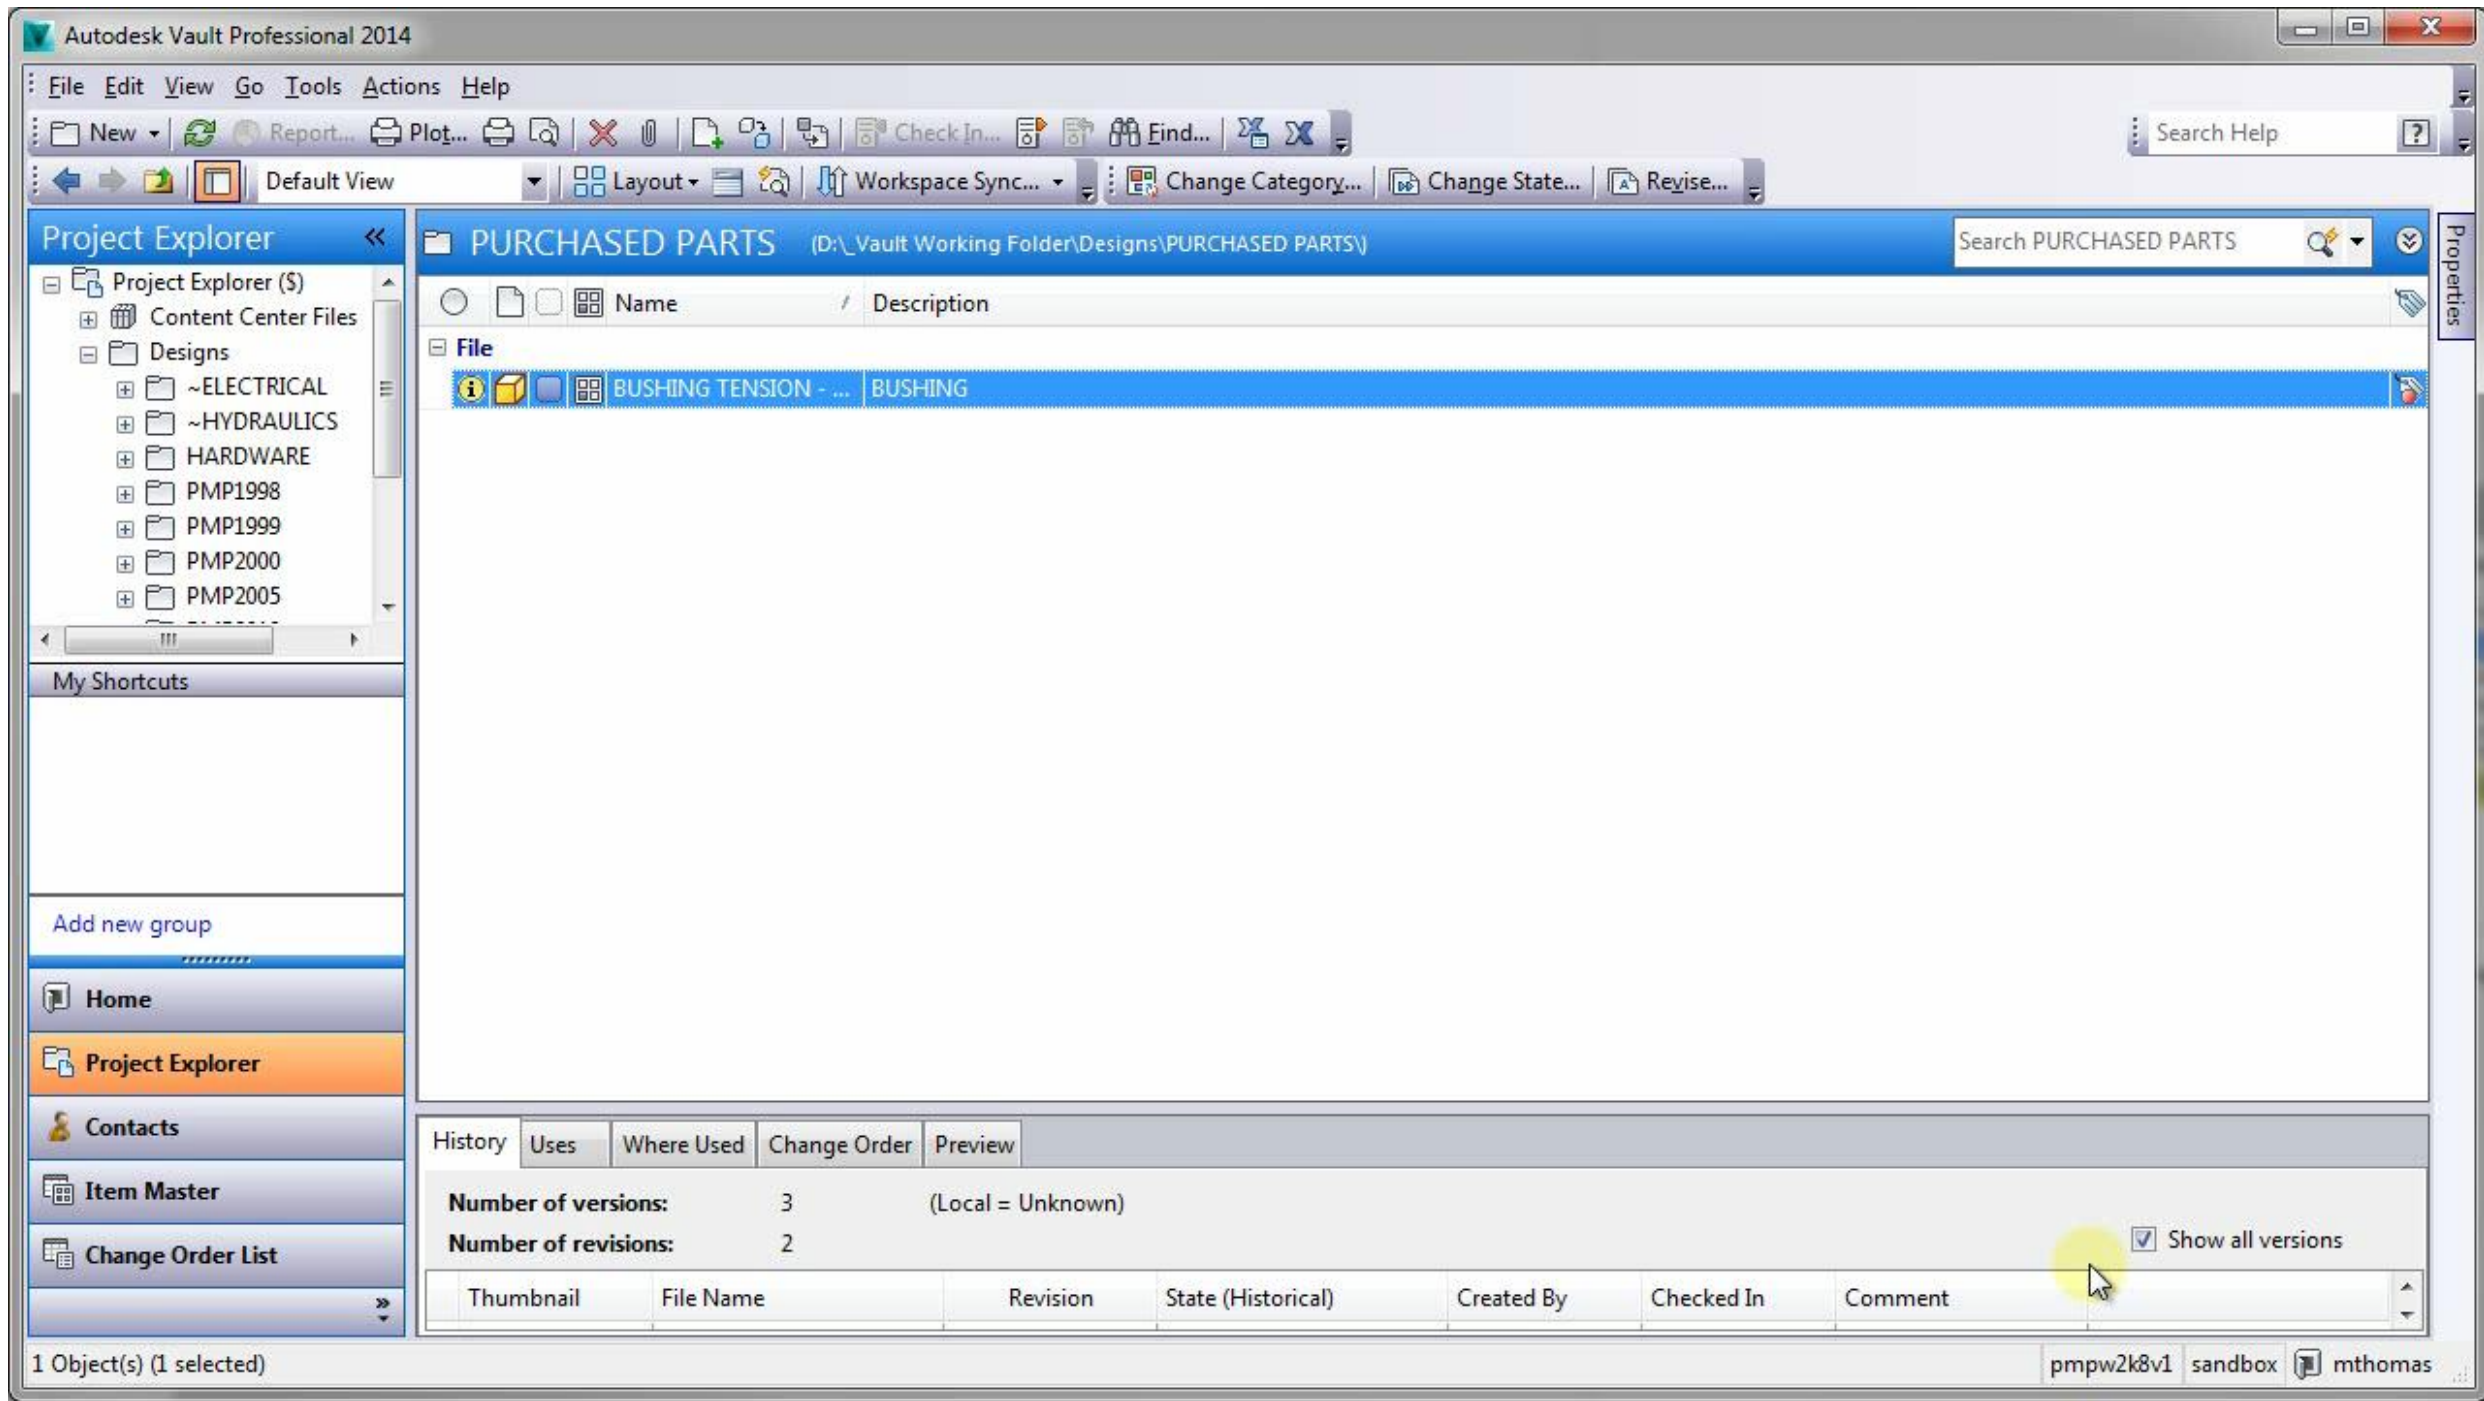 Autodesk Vault Professional 2014
File Edit View Go Tools Actions Help
New Report... Plot... Check In... Find... Search Help
Default View Layout Workspace Sync... Change Category... Change State... Revise...
Project Explorer
PURCHASED PARTS (D:\_Vault Working Folder\Designs\PURCHASED PARTS\)
Search PURCHASED PARTS
Properties
Project Explorer ($)
Content Center Files
Designs
~ELECTRICAL
~HYDRAULICS
HARDWARE
PMP1998
PMP1999
PMP2000
PMP2005
Name / Description
File
BUSHING TENSION - ... BUSHING
My Shortcuts
Add new group
Home
Project Explorer
Contacts
Item Master
Change Order List
History Uses Where Used Change Order Preview
Number of versions: 3 (Local = Unknown)
Number of revisions: 2
Show all versions
Thumbnail File Name Revision State (Historical) Created By Checked In Comment
1 Object(s) (1 selected)
pmpw2k8v1 sandbox mthomas